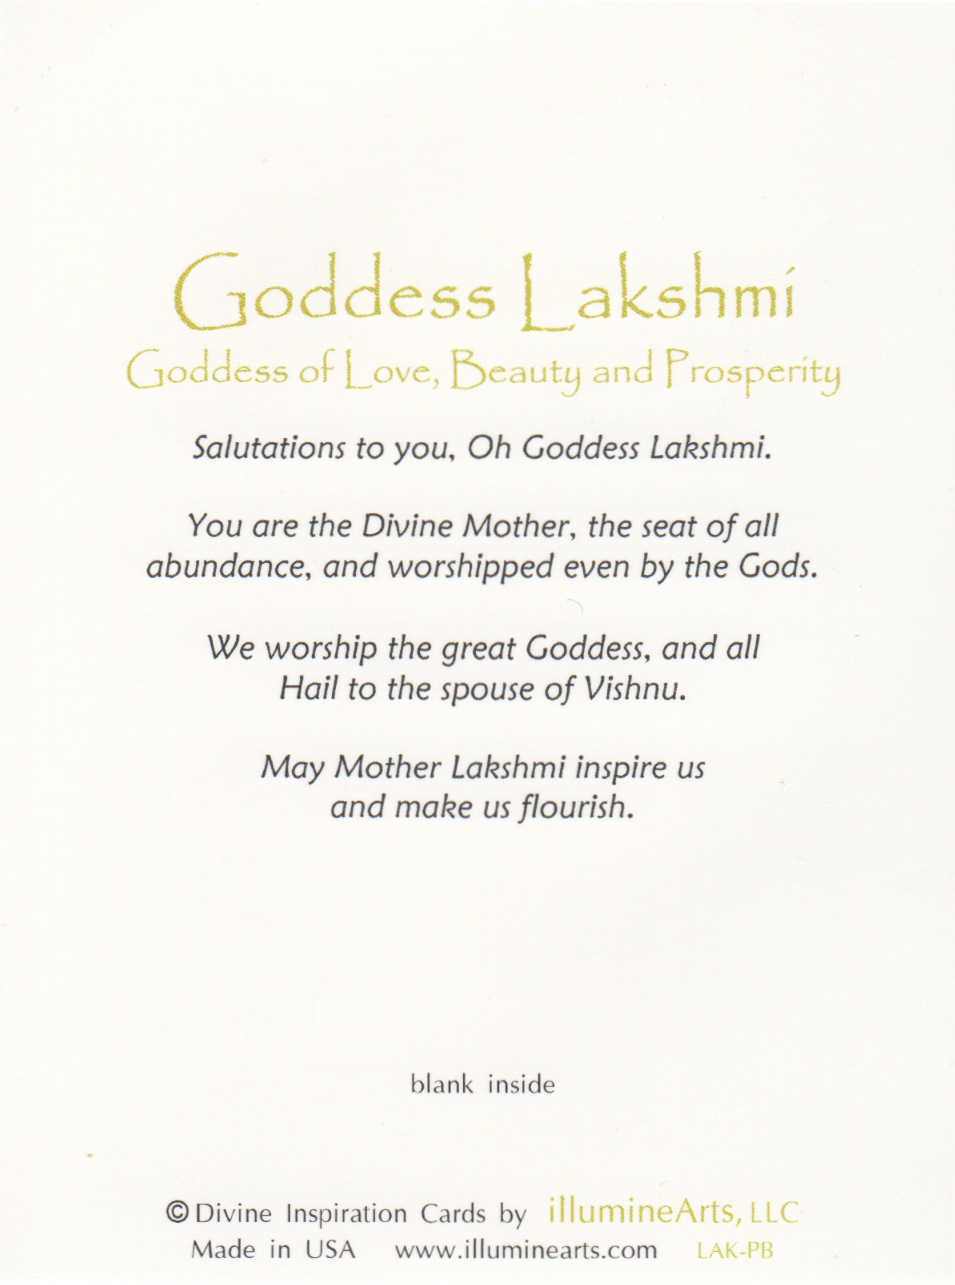 Goddess Lakshmi
Goddess of Love, Beauty and Prosperity
Salutations to you, Oh Goddess Lakshmi.
You are the Divine Mother, the seat of all
abundance, and worshipped even by the Gods.
We worship the great Goddess, and all
Hail to the spouse of Vishnu.
May Mother Lakshmi inspire us
and make us flourish.
blank inside
©Divine Inspiration Cards by illumineArts, LLC
Made in USA www.illuminearts.com LAK-PB